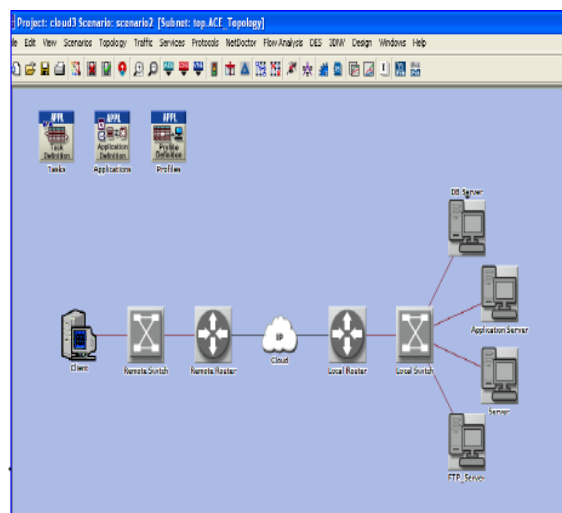 Project: cloud3 Scenario: scenario2 [Subnet: top.ACE_Topology]
Edit View Scenarios Topology Traffic Services Protocols NetDoctor Flow Analysis DES 3DNV Design Windows Help
APPL APPL APPL
Task Definition Application Definition Profile Definition
Tasks Applications Profiles
DB Server
Application Server
Client Remote Switch Remote Router Cloud Local Router Local Switch
Server
FTP_Server